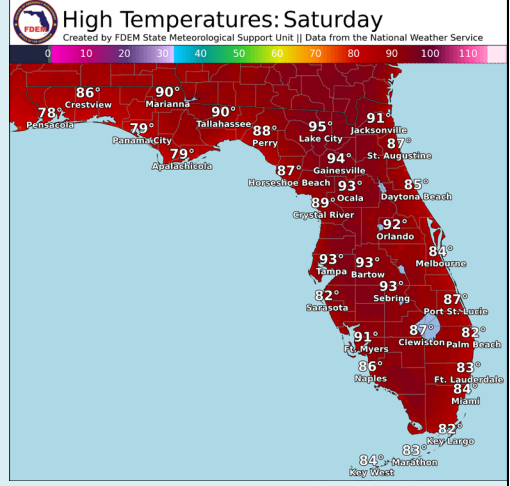 High Temperatures: Saturday
Created by FDEM State Meteorological Support Unit || Data from the National Weather Service
FDEM
0 10 20 30 40 50 60 70 80 90 100 110
86°
Crestview
90°
Marianna
78°
Pensacola
79°
Panama City
90°
Tallahassee
79°
Apalachicola
88°
Perry
95°
Lake City
91°
Jacksonville
87°
St. Augustine
94°
Gainesville
87°
Horseshoe Beach
93°
Ocala
85°
Daytona Beach
89°
Crystal River
92°
Orlando
84°
Melbourne
93°
Tampa
93°
Bartow
93°
Sebring
82°
Sarasota
87°
Port St. Lucie
87°
Clewiston
82°
Palm Beach
91°
Ft. Myers
86°
Naples
83°
Ft. Lauderdale
84°
Miami
82°
Key Largo
83°
Marathon
84°
Key West